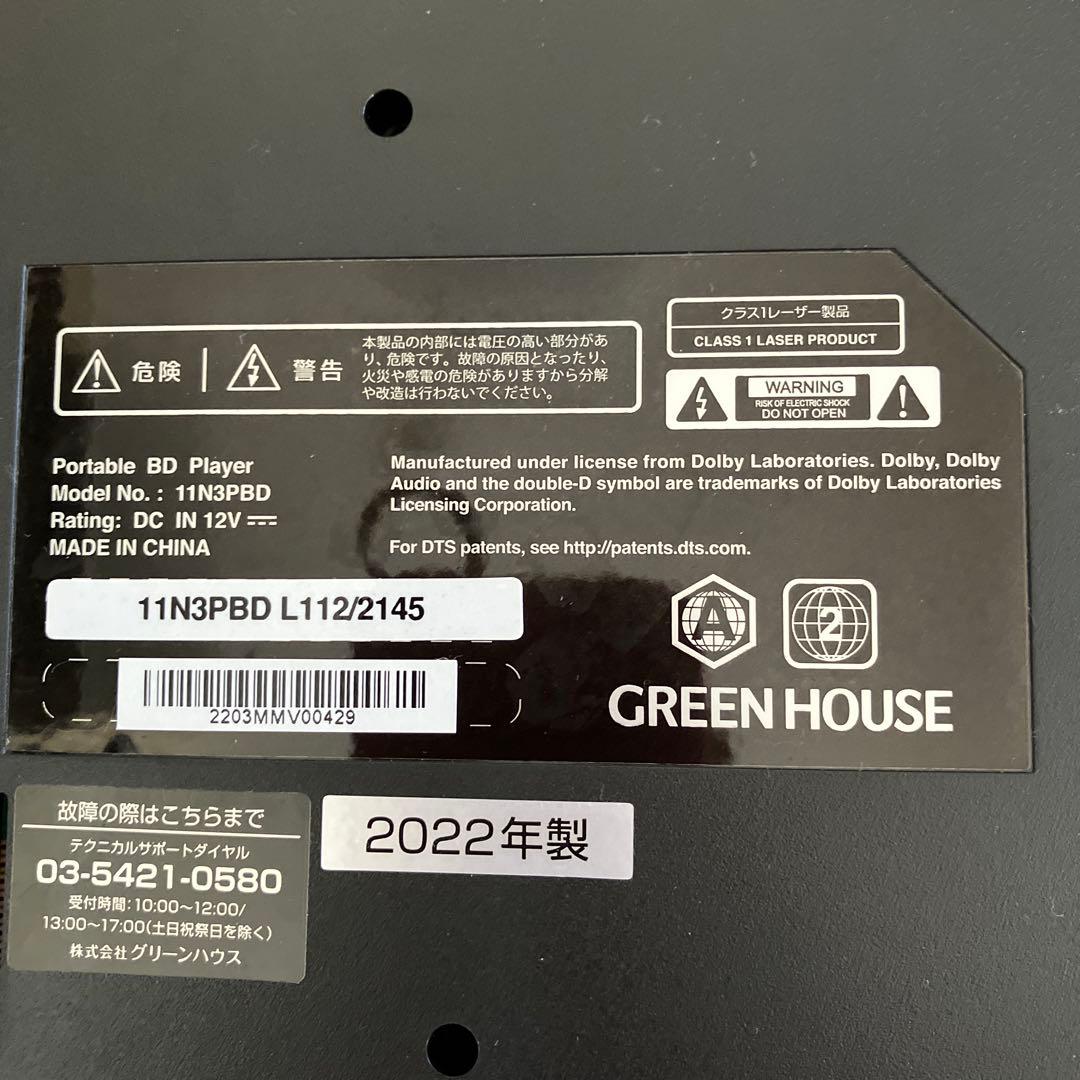 危険
警告
本製品の内部には電圧の高い部分があ
り、危険です。故障の原因となったり、
火災や感電の危険がありますから分解
や改造は行わないでください。
クラス1レーザー製品
CLASS 1 LASER PRODUCT
WARNING
RISK OF ELECTRIC SHOCK
DO NOT OPEN
Portable BD Player
Model No. : 11N3PBD
Rating: DC IN 12V ⎓
MADE IN CHINA
Manufactured under license from Dolby Laboratories. Dolby, Dolby
Audio and the double-D symbol are trademarks of Dolby Laboratories
Licensing Corporation.
For DTS patents, see http://patents.dts.com.
11N3PBD L112/2145
2203MMV00429
A
2
GREEN HOUSE
故障の際はこちらまで
テクニカルサポートダイヤル
03-5421-0580
受付時間：10:00〜12:00/
13:00〜17:00(土日祝祭日を除く)
株式会社グリーンハウス
2022年製